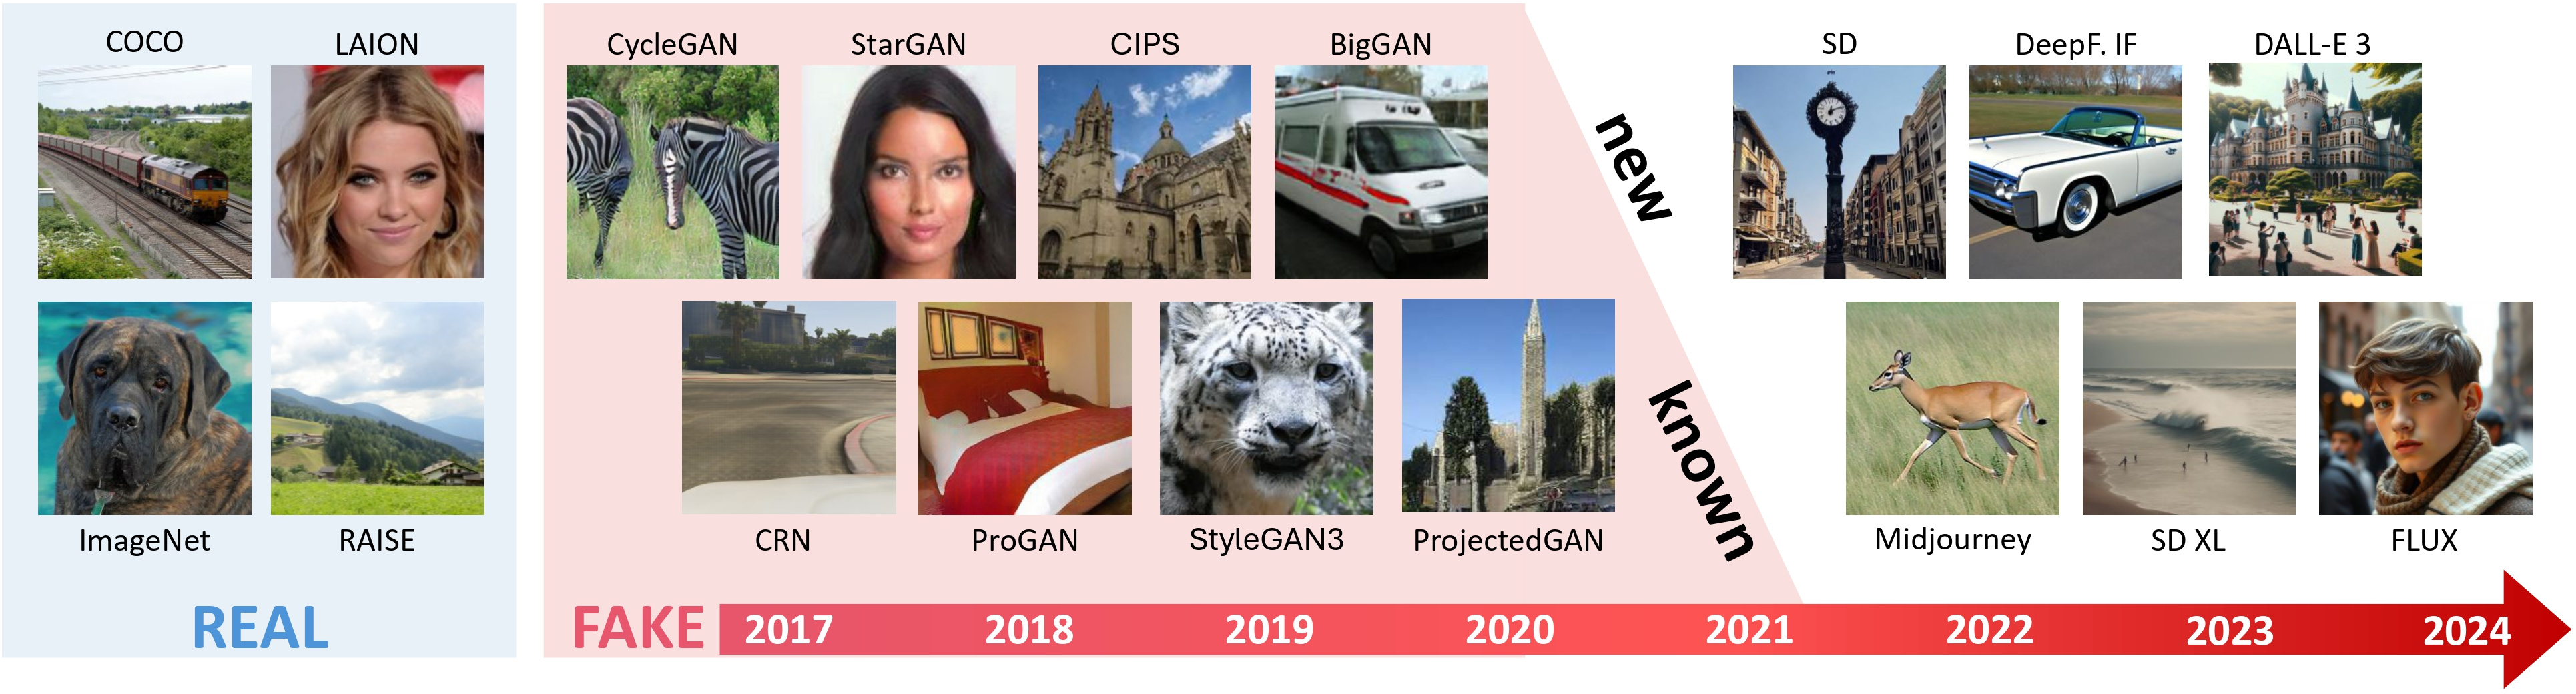 COCO LAION
CycleGAN StarGAN CIPS BigGAN
SD DeepF. IF DALL-E 3
new
known
ImageNet RAISE
CRN ProGAN StyleGAN3 ProjectedGAN
Midjourney SD XL FLUX
REAL
FAKE 2017 2018 2019 2020 2021 2022 2023 2024